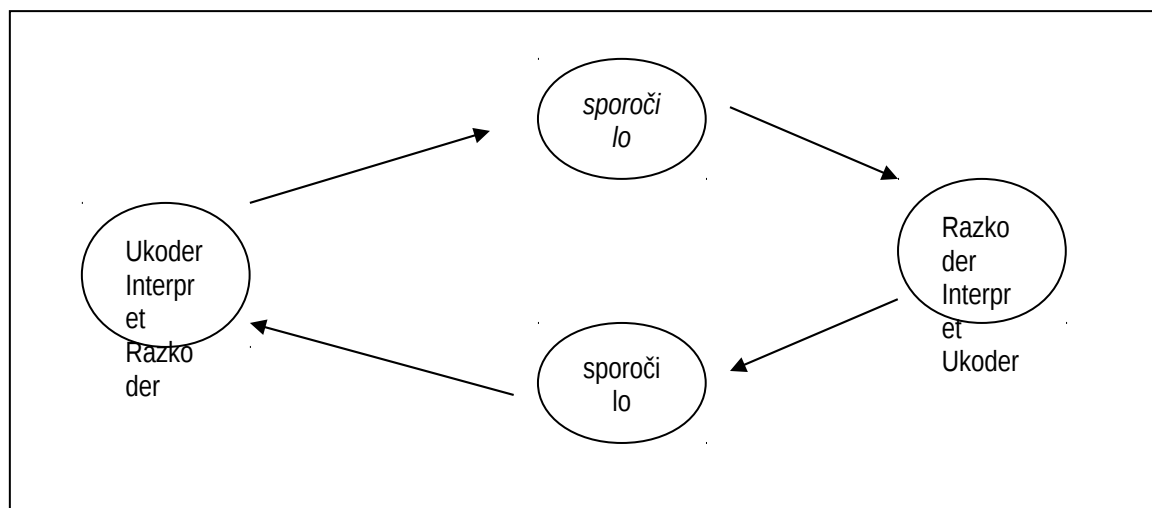 sporoči
lo
Ukoder
Interpr
et
Razko
der
Razko
der
Interpr
et
Ukoder
sporoči
lo